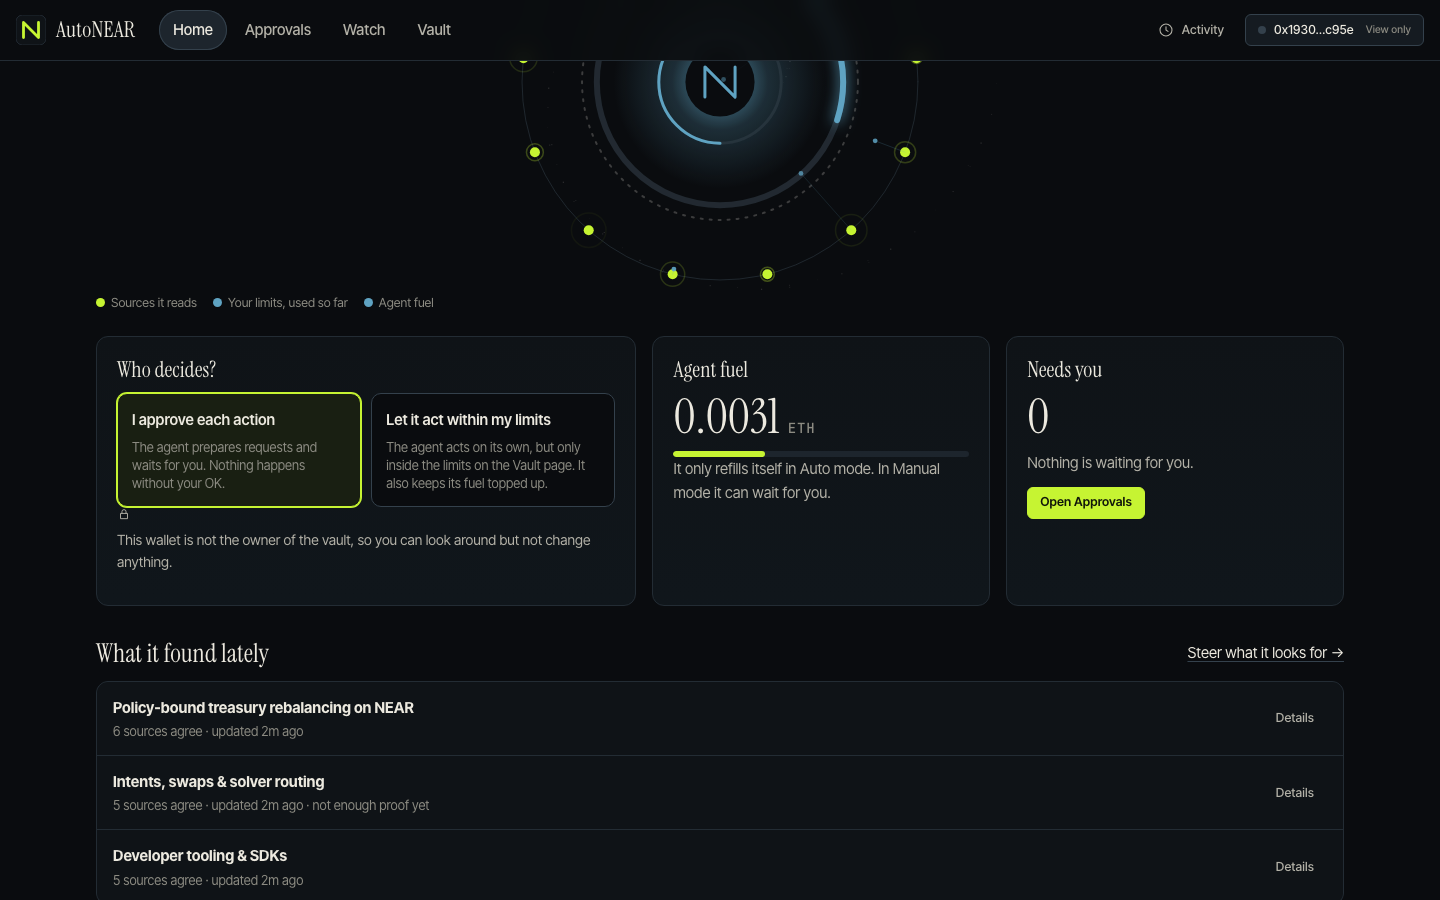 AutoNEAR
Home
Approvals
Watch
Vault
Activity
0x1930...c95e
View only
Sources it reads
Your limits, used so far
Agent fuel
Who decides?
I approve each action
The agent prepares requests and
waits for you. Nothing happens
without your OK.
Let it act within my limits
The agent acts on its own, but only
inside the limits on the Vault page. It
also keeps its fuel topped up.
This wallet is not the owner of the vault, so you can look around but not change
anything.
Agent fuel
0.0031 ETH
It only refills itself in Auto mode. In Manual
mode it can wait for you.
Needs you
0
Nothing is waiting for you.
Open Approvals
What it found lately
Steer what it looks for →
Policy-bound treasury rebalancing on NEAR
6 sources agree · updated 2m ago
Details
Intents, swaps & solver routing
5 sources agree · updated 2m ago · not enough proof yet
Details
Developer tooling & SDKs
5 sources agree · updated 2m ago
Details